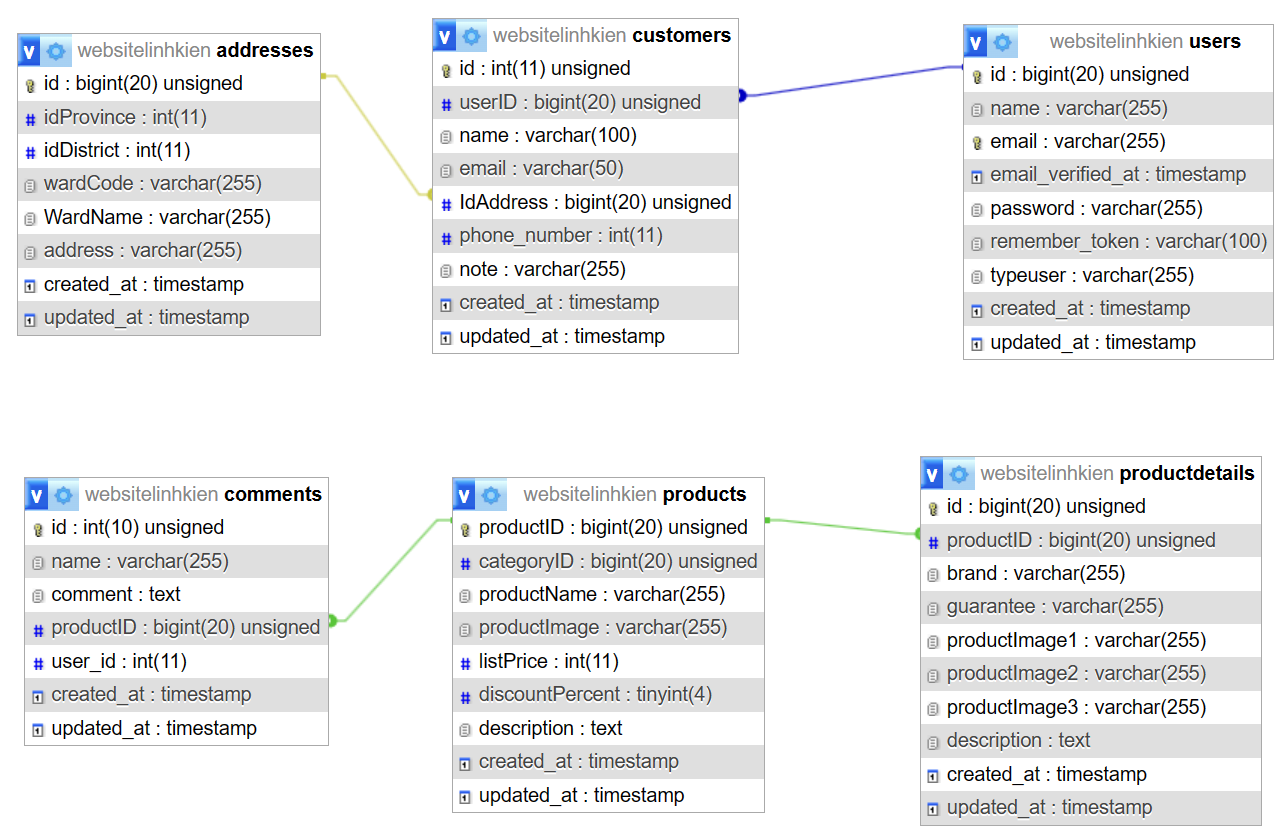 websitelinhkien addresses
id : bigint(20) unsigned
idProvince : int(11)
idDistrict : int(11)
wardCode : varchar(255)
WardName : varchar(255)
address : varchar(255)
created_at : timestamp
updated_at : timestamp
websitelinhkien customers
id : int(11) unsigned
userID : bigint(20) unsigned
name : varchar(100)
email : varchar(50)
IdAddress : bigint(20) unsigned
phone_number : int(11)
note : varchar(255)
created_at : timestamp
updated_at : timestamp
websitelinhkien users
id : bigint(20) unsigned
name : varchar(255)
email : varchar(255)
email_verified_at : timestamp
password : varchar(255)
remember_token : varchar(100)
typeuser : varchar(255)
created_at : timestamp
updated_at : timestamp
websitelinhkien comments
id : int(10) unsigned
name : varchar(255)
comment : text
productID : bigint(20) unsigned
user_id : int(11)
created_at : timestamp
updated_at : timestamp
websitelinhkien products
productID : bigint(20) unsigned
categoryID : bigint(20) unsigned
productName : varchar(255)
productImage : varchar(255)
listPrice : int(11)
discountPercent : tinyint(4)
description : text
created_at : timestamp
updated_at : timestamp
websitelinhkien productdetails
id : bigint(20) unsigned
productID : bigint(20) unsigned
brand : varchar(255)
guarantee : varchar(255)
productImage1 : varchar(255)
productImage2 : varchar(255)
productImage3 : varchar(255)
description : text
created_at : timestamp
updated_at : timestamp